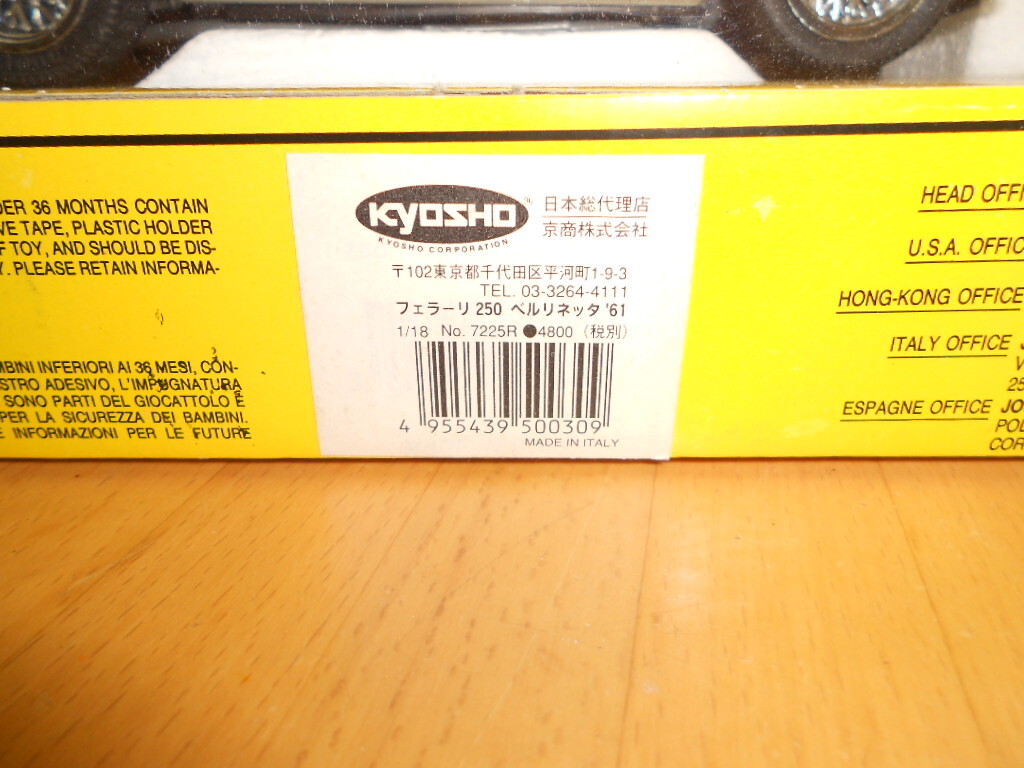 DER 36 MONTHS CONTAIN
VE TAPE, PLASTIC HOLDER
F TOY, AND SHOULD BE DIS-
Y. PLEASE RETAIN INFORMA-
MBINI INFERIORI AI 36 MESI, CON-
STRO ADESIVO, L'IMPUGNATURA
SONO PARTI DEL GIOCATTOLO E
PER LA SICUREZZA DEI BAMBINI.
E INFORMAZIONI PER LE FUTURE
KYOSHO
KYOSHO CORPORATION
日本総代理店
京商株式会社
〒102東京都千代田区平河町1-9-3
TEL. 03-3264-4111
フェラーリ 250 ベルリネッタ '61
1/18 No. 7225R ●4800 (税別)
4 955439 500309
MADE IN ITALY
HEAD OFFI
U.S.A. OFFIC
HONG-KONG OFFICE
ITALY OFFICE J
V
25
ESPAGNE OFFICE JO
POL
COR